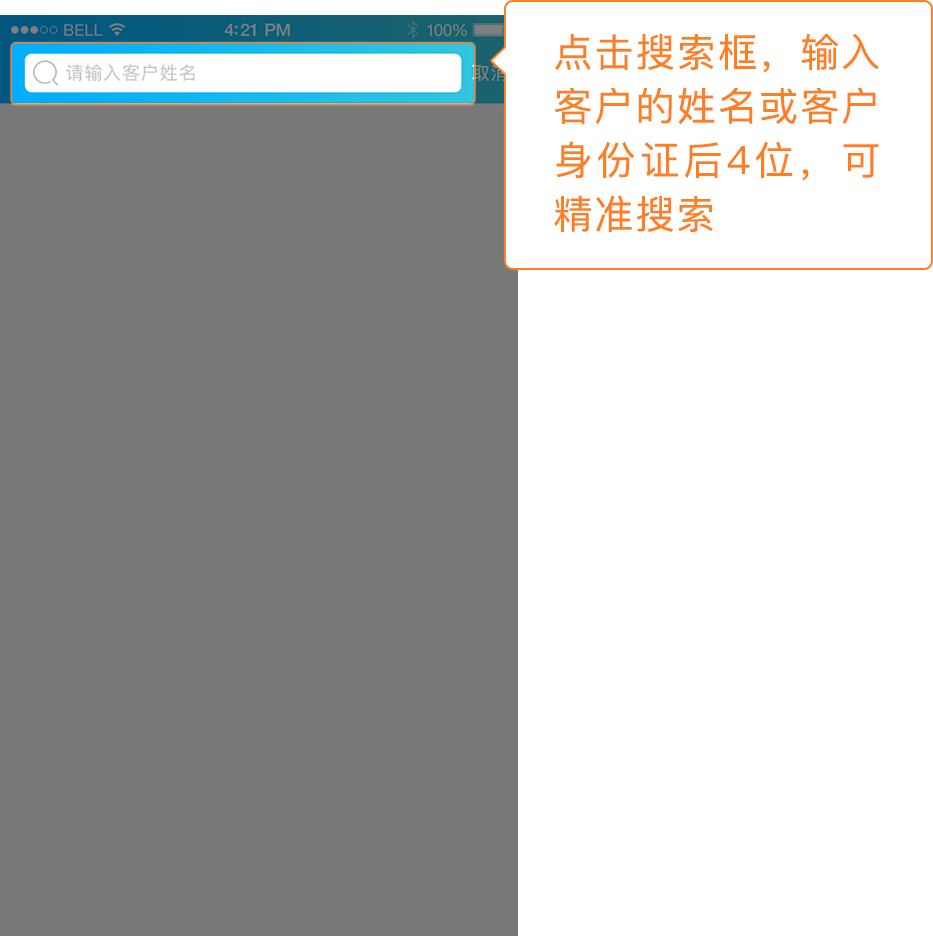 BELL
4:21 PM
100%
请输入客户姓名
取消
点击搜索框，输入
客户的姓名或客户
身份证后4位，可
精准搜索